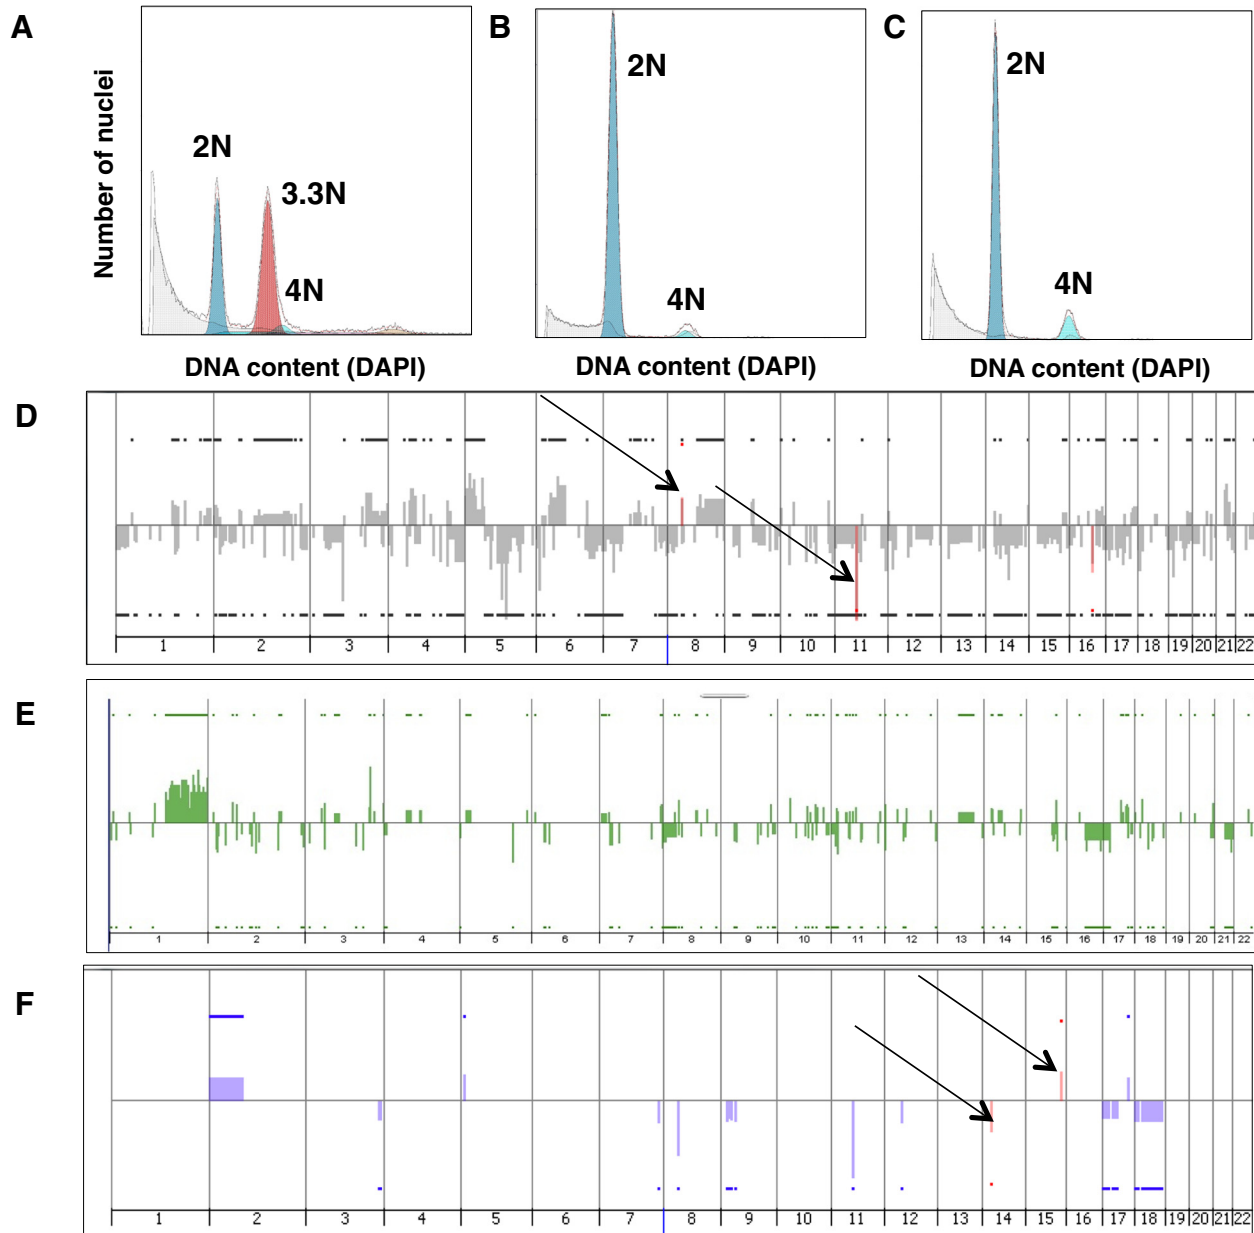 A
B
C
Number of nuclei
2N
3.3N
4N
2N
4N
2N
4N
DNA content (DAPI)
DNA content (DAPI)
DNA content (DAPI)
D
1 2 3 4 5 6 7 8 9 10 11 12 13 14 15 16 17 18 19 20 21 22
E
1 2 3 4 5 6 7 8 9 10 11 12 13 14 15 16 17 18 19 20 21 22
F
1 2 3 4 5 6 7 8 9 10 11 12 13 14 15 16 17 18 19 20 21 22